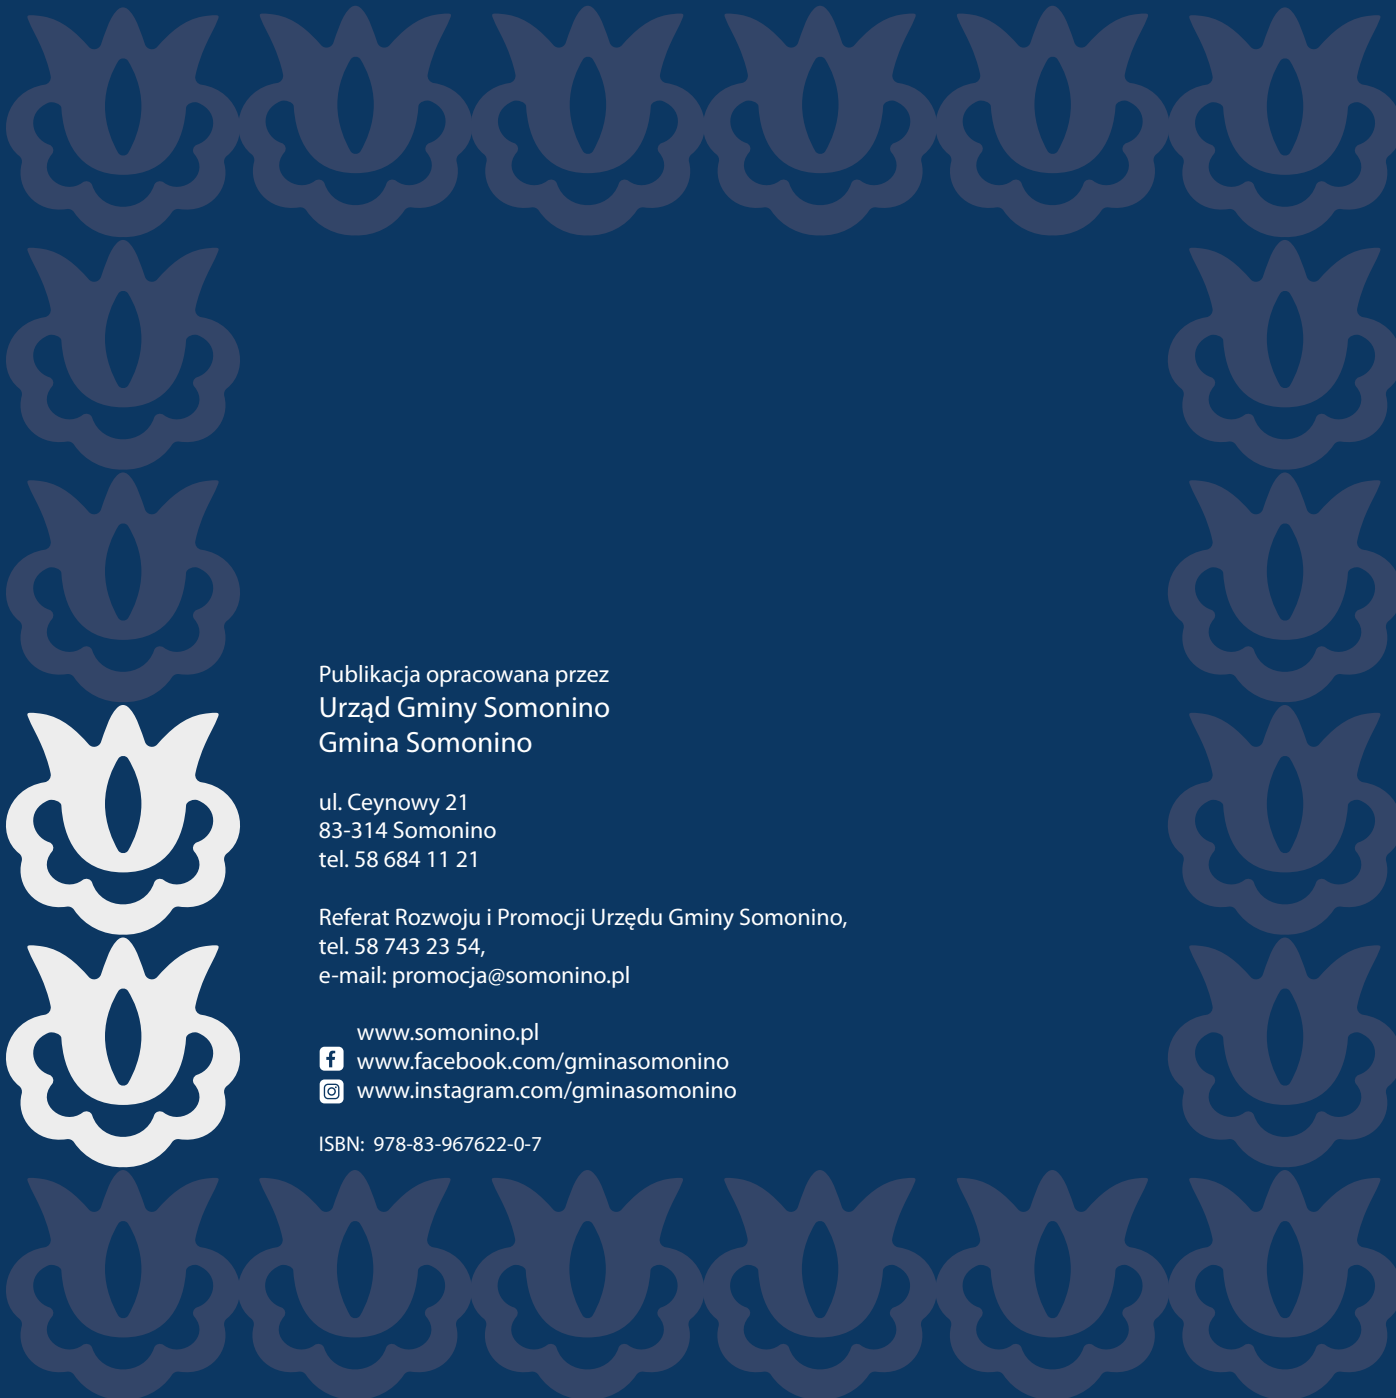 Publikacja opracowana przez
Urząd Gminy Somonino
Gmina Somonino
ul. Ceynowy 21
83-314 Somonino
tel. 58 684 11 21
Referat Rozwoju i Promocji Urzędu Gminy Somonino,
tel. 58 743 23 54,
e-mail: promocja@somonino.pl
www.somonino.pl
www.facebook.com/gminasomonino
www.instagram.com/gminasomonino
ISBN: 978-83-967622-0-7